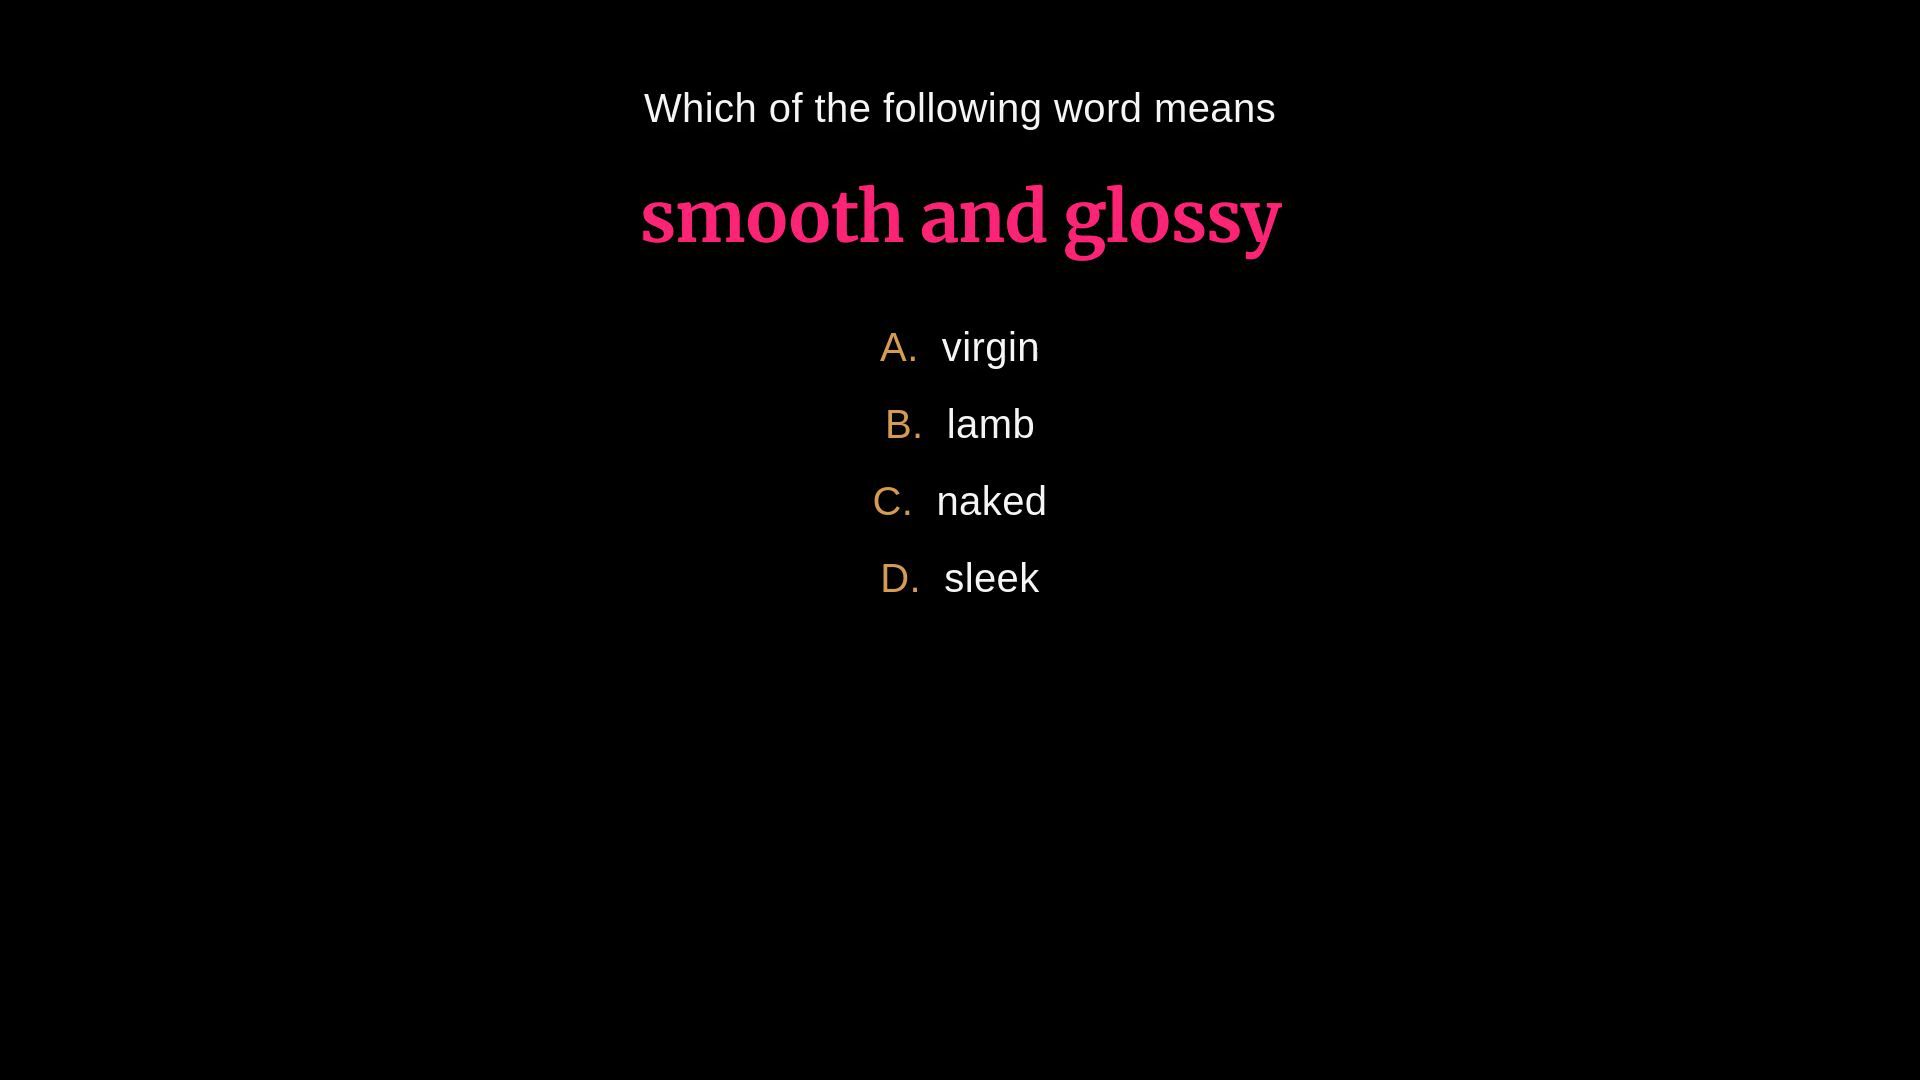 Which of the following word means
smooth and glossy
A. virgin
B. lamb
C. naked
D. sleek